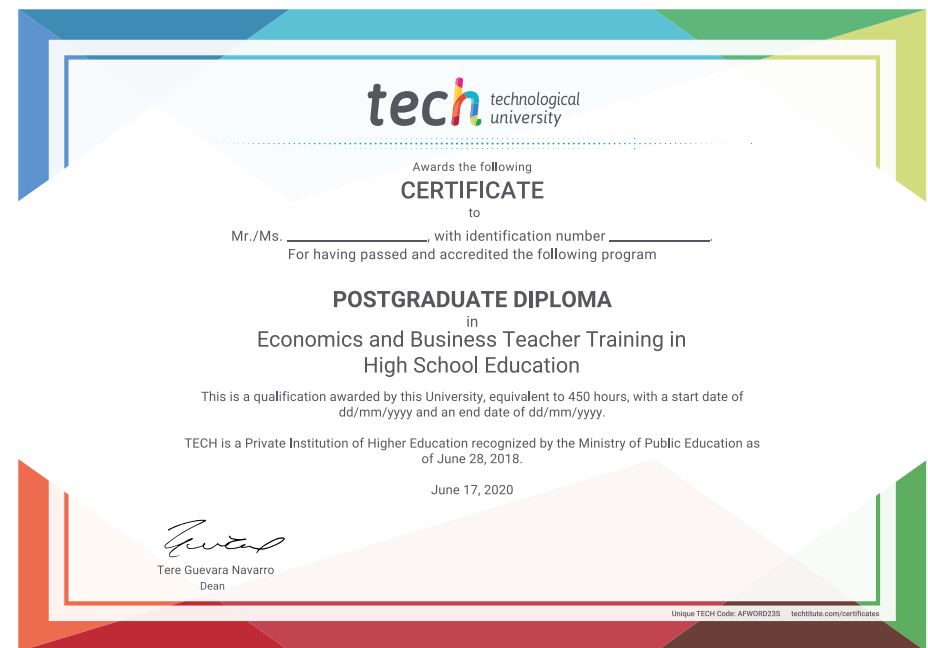 tech technological
university
Awards the following
CERTIFICATE
to
Mr./Ms. ____________, with identification number _________.
For having passed and accredited the following program
POSTGRADUATE DIPLOMA
in
Economics and Business Teacher Training in
High School Education
This is a qualification awarded by this University, equivalent to 450 hours, with a start date of
dd/mm/yyyy and an end date of dd/mm/yyyy.
TECH is a Private Institution of Higher Education recognized by the Ministry of Public Education as
of June 28, 2018.
June 17, 2020
Tere Guevara Navarro
Dean
Unique TECH Code: AFWORD23S techtitute.com/certificates